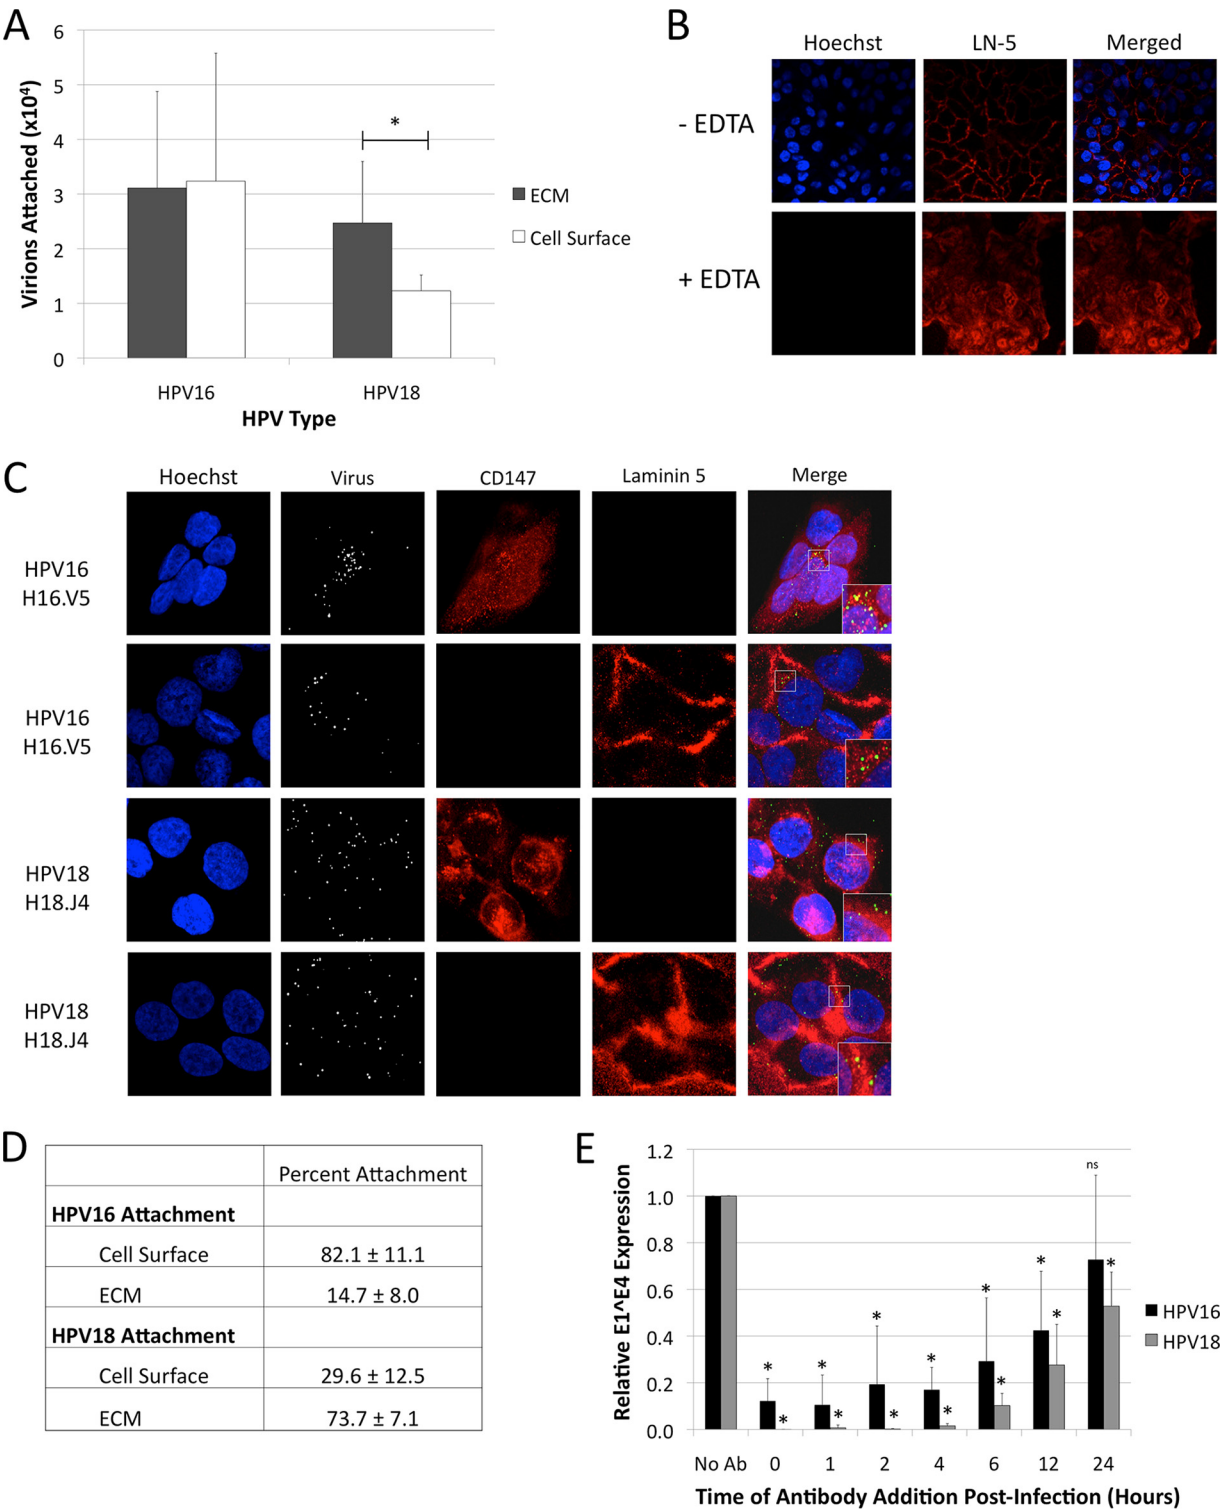 A
6
5
4
3
2
1
0
Virions Attached (x10⁴)
*
HPV16
HPV18
HPV Type
ECM
Cell Surface
B
Hoechst
LN-5
Merged
- EDTA
+ EDTA
C
Hoechst
Virus
CD147
Laminin 5
Merge
HPV16
H16.V5
HPV16
H16.V5
HPV18
H18.J4
HPV18
H18.J4
D
Percent Attachment
HPV16 Attachment
Cell Surface 82.1 ± 11.1
ECM 14.7 ± 8.0
HPV18 Attachment
Cell Surface 29.6 ± 12.5
ECM 73.7 ± 7.1
E
1.2
1.0
0.8
0.6
0.4
0.2
0.0
Relative E1^E4 Expression
* * * * * * * * * * * * ns *
No Ab 0 1 2 4 6 12 24
Time of Antibody Addition Post-Infection (Hours)
HPV16
HPV18